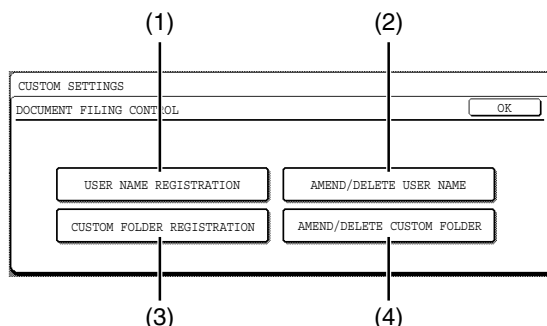 (1) (2)
CUSTOM SETTINGS
DOCUMENT FILING CONTROL OK
USER NAME REGISTRATION AMEND/DELETE USER NAME
CUSTOM FOLDER REGISTRATION AMEND/DELETE CUSTOM FOLDER
(3) (4)